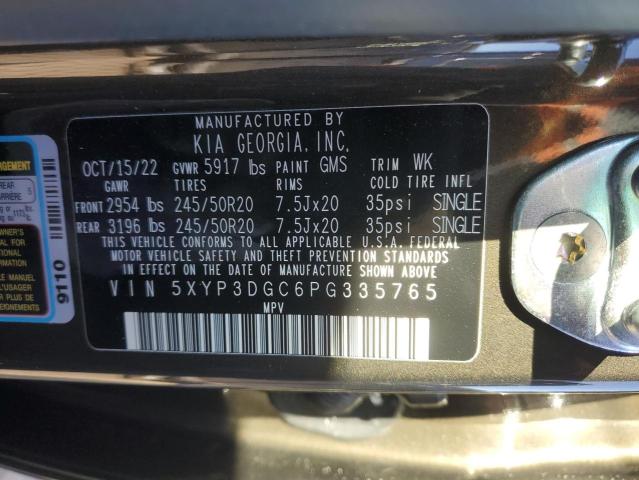 MANUFACTURED BY
KIA GEORGIA, INC.
OCT/15/22 GVWR 5917 lbs PAINT GMS TRIM WK
GAWR TIRES RIMS COLD TIRE INFL
FRONT 2954 lbs 245/50R20 7.5Jx20 35psi SINGLE
REAR 3196 lbs 245/50R20 7.5Jx20 35psi SINGLE
THIS VEHICLE CONFORMS TO ALL APPLICABLE U.S.A. FEDERAL
MOTOR VEHICLE SAFETY, BUMPER, AND THEFT PREVENTION STANDARDS
IN EFFECT ON THE DATE OF MANUFACTURE SHOWN ABOVE.
VIN 5XYP3DGC6PG335765
MPV
REAR 5
9110